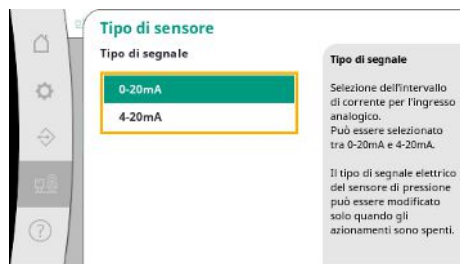 Tipo di sensore
Tipo di segnale
0-20mA
4-20mA
Tipo di segnale
Selezione dell'intervallo
di corrente per l'ingresso
analogico.
Può essere selezionato
tra 0-20mA e 4-20mA.
Il tipo di segnale elettrico
del sensore di pressione
può essere modificato
solo quando gli
azionamenti sono spenti.